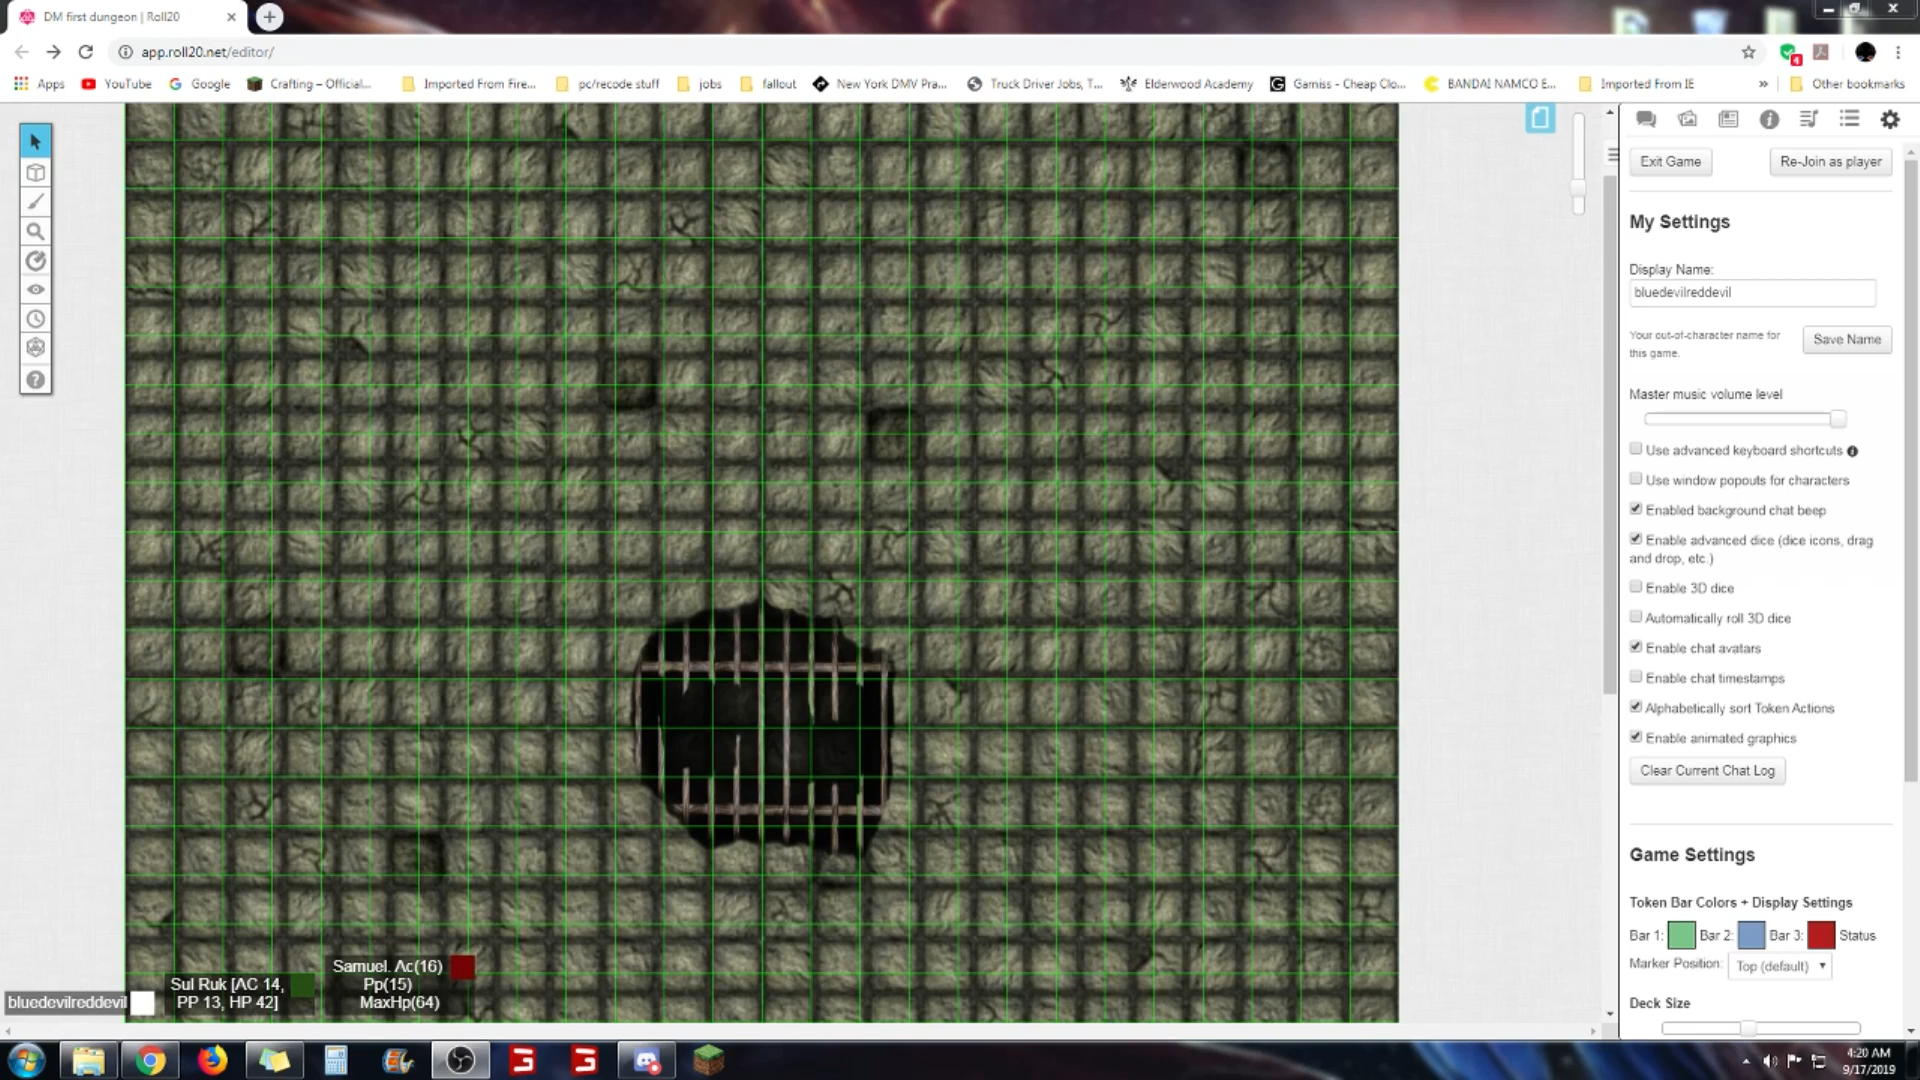 DM first dungeon | Roll20
app.roll20.net/editor/
Apps YouTube Google Crafting – Official... Imported From Fire... pc/recode stuff jobs fallout New York DMV Pra... Truck Driver Jobs, T... Elderwood Academy Gamiss - Cheap Clo... BANDAI NAMCO E... Imported From IE » Other bookmarks
Exit Game Re-Join as player
My Settings
Display Name:
bluedevilreddevil
Your out-of-character name for
this game.
Save Name
Master music volume level
Use advanced keyboard shortcuts
Use window popouts for characters
Enabled background chat beep
Enable advanced dice (dice icons, drag
and drop, etc.)
Enable 3D dice
Automatically roll 3D dice
Enable chat avatars
Enable chat timestamps
Alphabetically sort Token Actions
Enable animated graphics
Clear Current Chat Log
Game Settings
Token Bar Colors + Display Settings
Bar 1: Bar 2: Bar 3: Status
Marker Position: Top (default)
Deck Size
bluedevilreddevil
Sul Ruk [AC 14,
PP 13, HP 42]
Samuel. Ac(16)
Pp(15)
MaxHp(64)
4:20 AM
9/17/2019